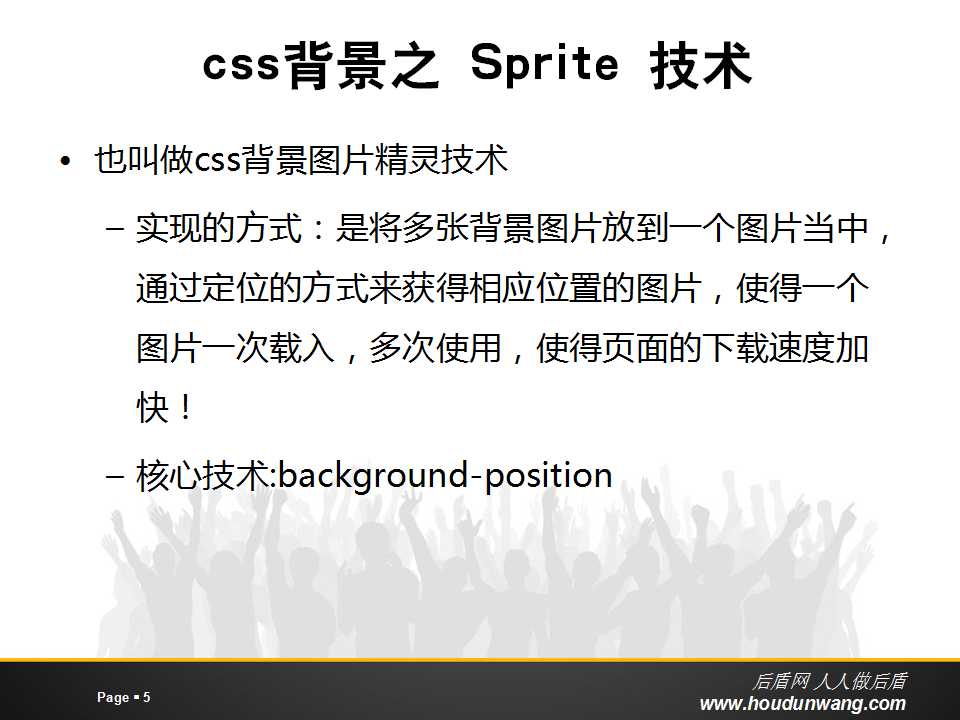 css背景之 Sprite 技术
• 也叫做css背景图片精灵技术
– 实现的方式：是将多张背景图片放到一个图片当中，
通过定位的方式来获得相应位置的图片，使得一个
图片一次载入，多次使用，使得页面的下载速度加
快！
– 核心技术:background-position
Page ▪ 5
后盾网 人人做后盾
www.houdunwang.com